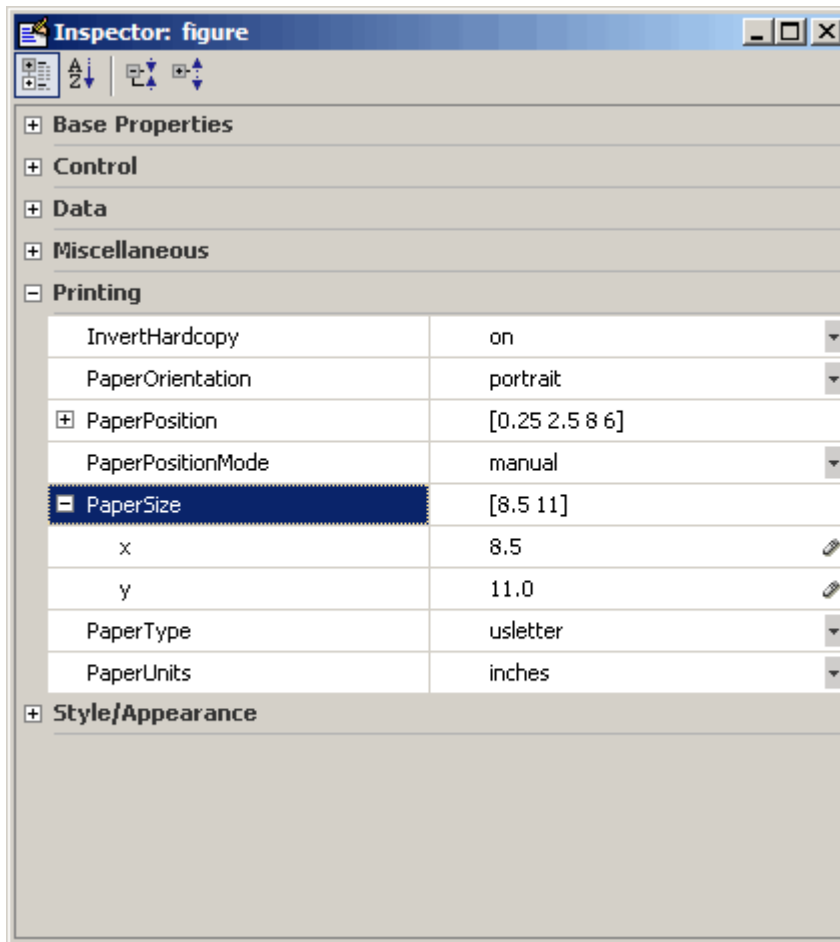 Inspector: figure
Base Properties
Control
Data
Miscellaneous
Printing
InvertHardcopy on
PaperOrientation portrait
PaperPosition [0.25 2.5 8 6]
PaperPositionMode manual
PaperSize [8.5 11]
x 8.5
y 11.0
PaperType usletter
PaperUnits inches
Style/Appearance